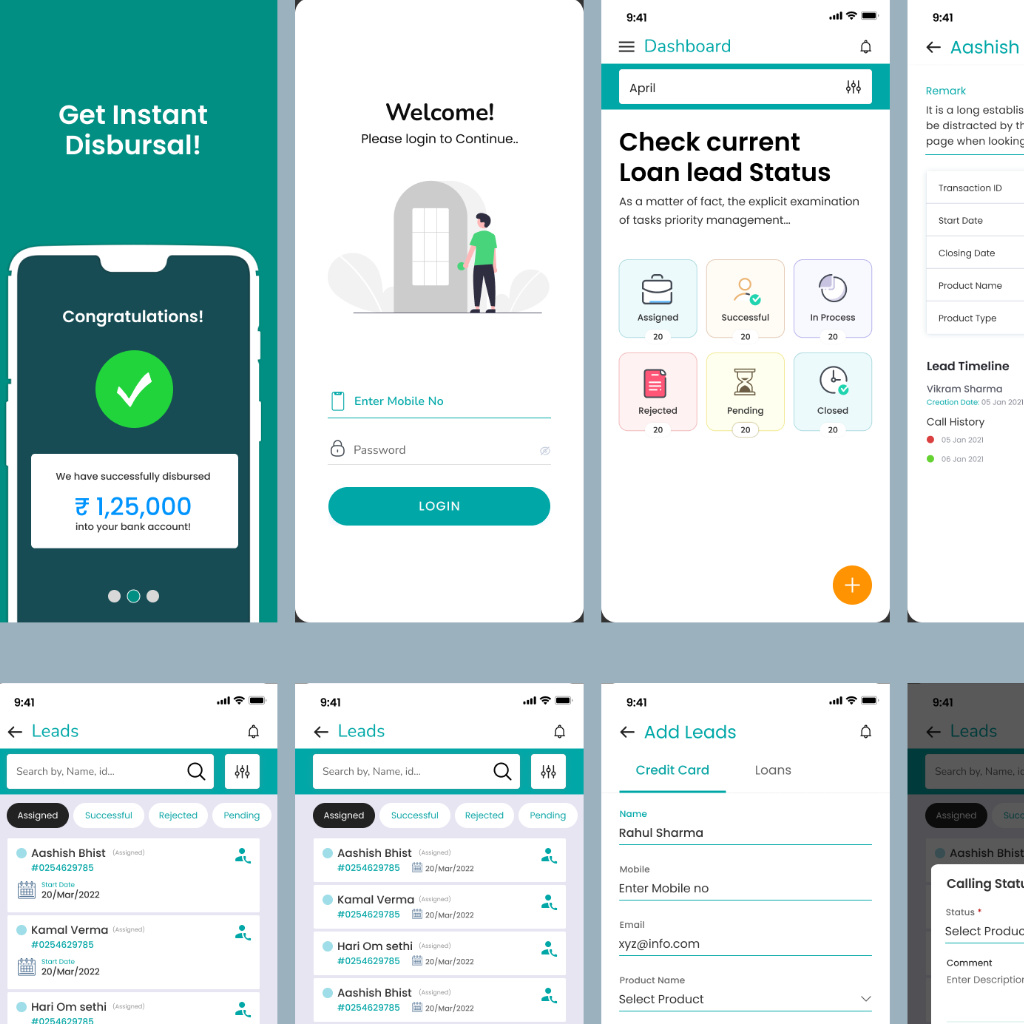 Get Instant
Disbursal!
Congratulations!
We have successfully disbursed
₹ 1,25,000
into your bank account!
Welcome!
Please login to Continue..
Enter Mobile No
Password
LOGIN
9:41
Dashboard
April
Check current
Loan lead Status
As a matter of fact, the explicit examination
of tasks priority management...
Assigned
20
Successful
20
In Process
20
Rejected
20
Pending
20
Closed
20
9:41
Aashish
Remark
It is a long establis
be distracted by th
page when looking
Transaction ID
Start Date
Closing Date
Product Name
Product Type
Lead Timeline
Vikram Sharma
Creation Date: 05 Jan 2021
Call History
05 Jan 2021
06 Jan 2021
9:41
Leads
Search by, Name, id...
Assigned
Successful
Rejected
Pending
Aashish Bhist (Assigned)
#0254629785
Start Date
20/Mar/2022
Kamal Verma (Assigned)
#0254629785
Start Date
20/Mar/2022
Hari Om sethi (Assigned)
#0254629785
9:41
Leads
Search by, Name, id...
Assigned
Successful
Rejected
Pending
Aashish Bhist (Assigned)
#0254629785 20/Mar/2022
Kamal Verma (Assigned)
#0254629785 20/Mar/2022
Hari Om sethi (Assigned)
#0254629785 20/Mar/2022
Aashish Bhist (Assigned)
#0254629785 20/Mar/2022
9:41
Add Leads
Credit Card
Loans
Name
Rahul Sharma
Mobile
Enter Mobile no
Email
xyz@info.com
Product Name
Select Product
9:41
Leads
Search by, Name, i
Assigned
Succ
Aashish Bhist
Calling Statu
Status *
Select Produc
Comment
Enter Description